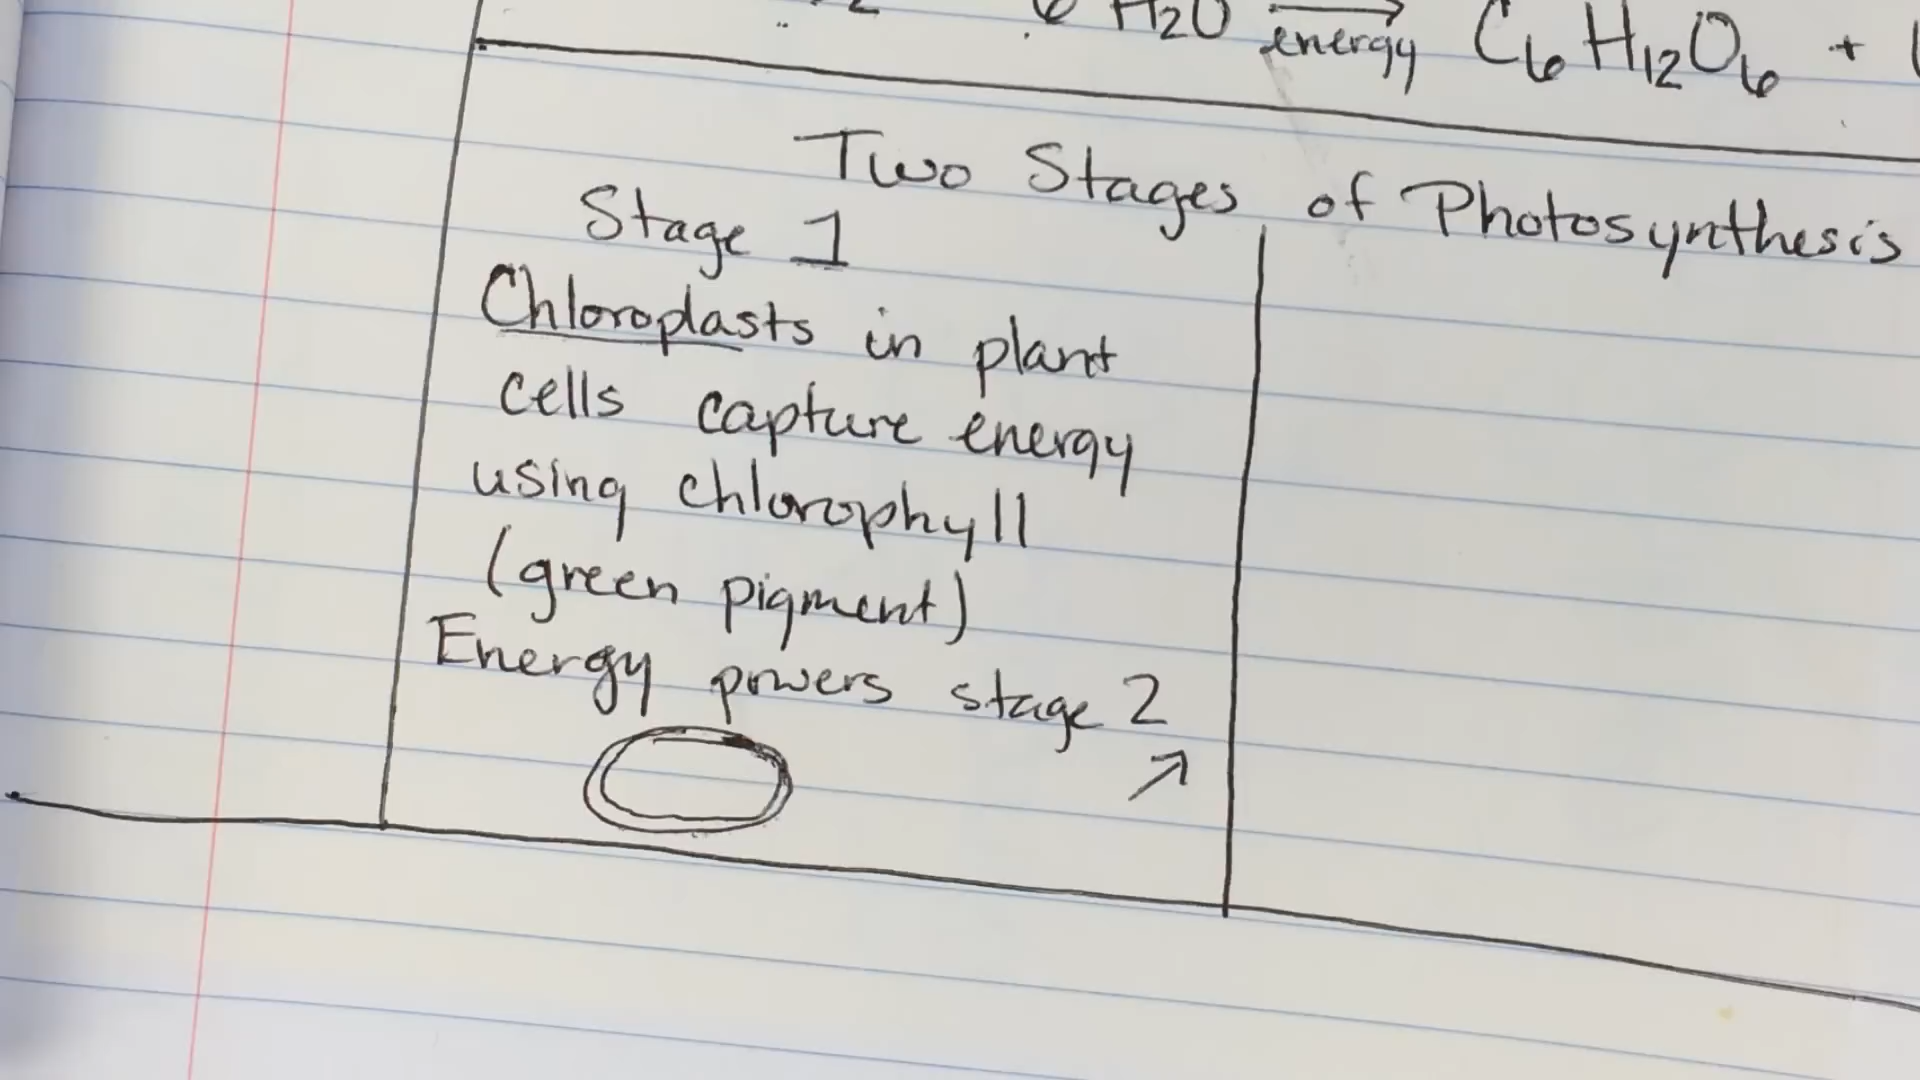 6 H2O energy → C6H12O6 +
Two Stages of Photosynthesis
Stage 1
Chloroplasts in plant
cells capture energy
using chlorophyll
(green pigment)
Energy powers stage 2
↗